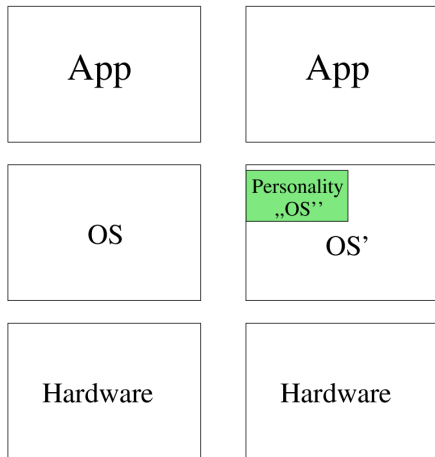 App
App
OS
Personality
„OS’’
OS’
Hardware
Hardware